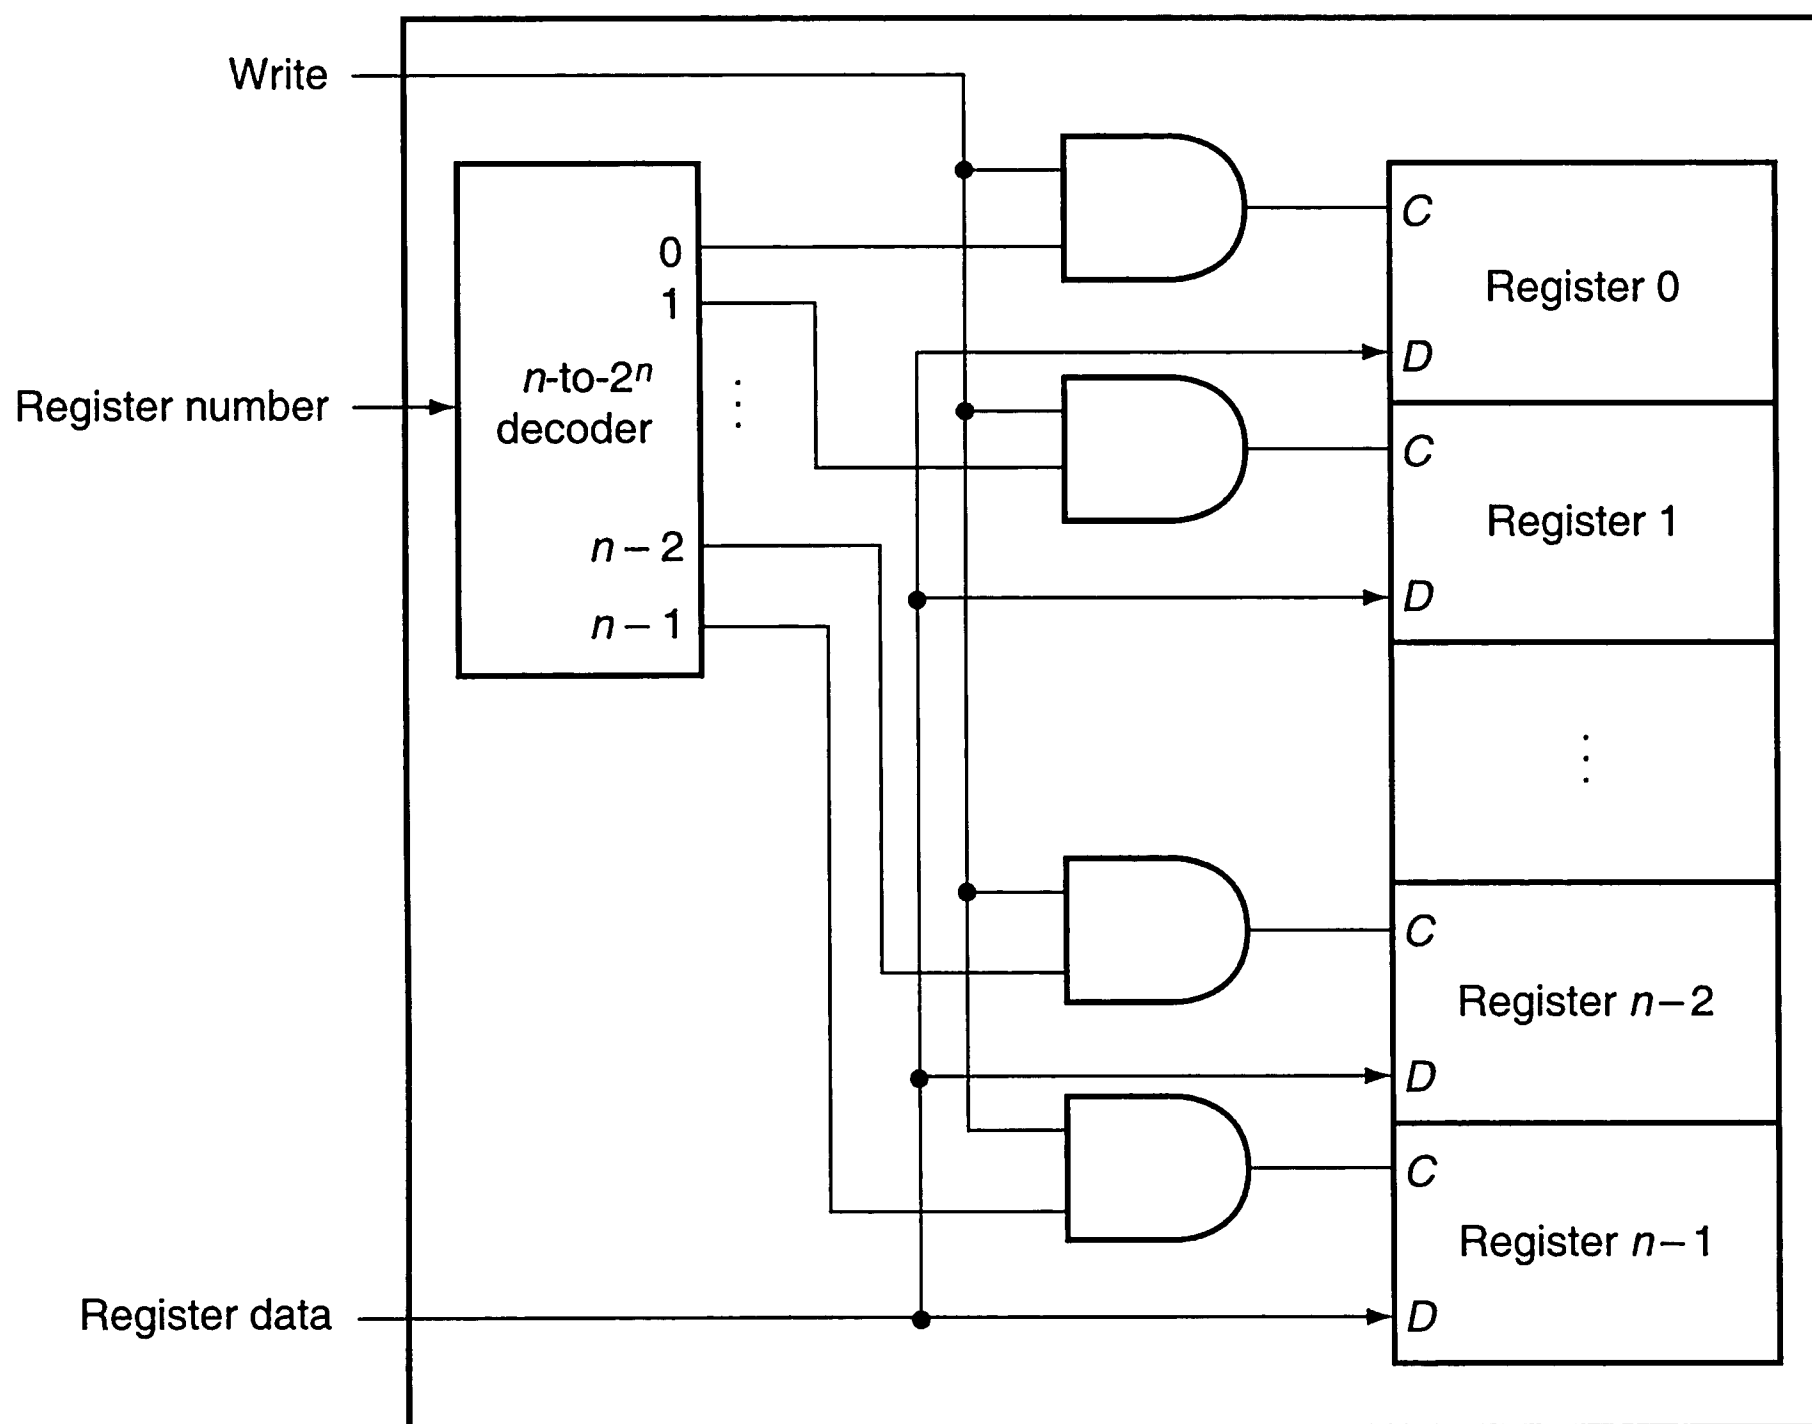 Write
C
0
Register 0
1
D
n-to-2ⁿ
decoder
Register number
C
Register 1
n – 2
D
n – 1
C
Register n–2
D
C
Register n–1
Register data
D